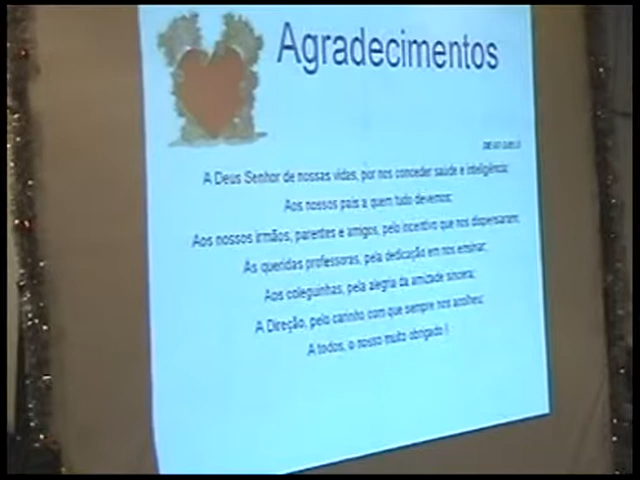 Agradecimentos
A Deus Senhor de nossas vidas, por nos conceder saúde e inteligência;
Aos nossos pais a quem tudo devemos;
Aos nossos irmãos, parentes e amigos, pelo incentivo que nos dispensaram;
Às queridas professoras, pela dedicação em nos ensinar;
Aos coleguinhas, pela alegria da amizade sincera;
A Direção, pelo carinho com que sempre nos acolheu;
A todos, o nosso muito obrigado !